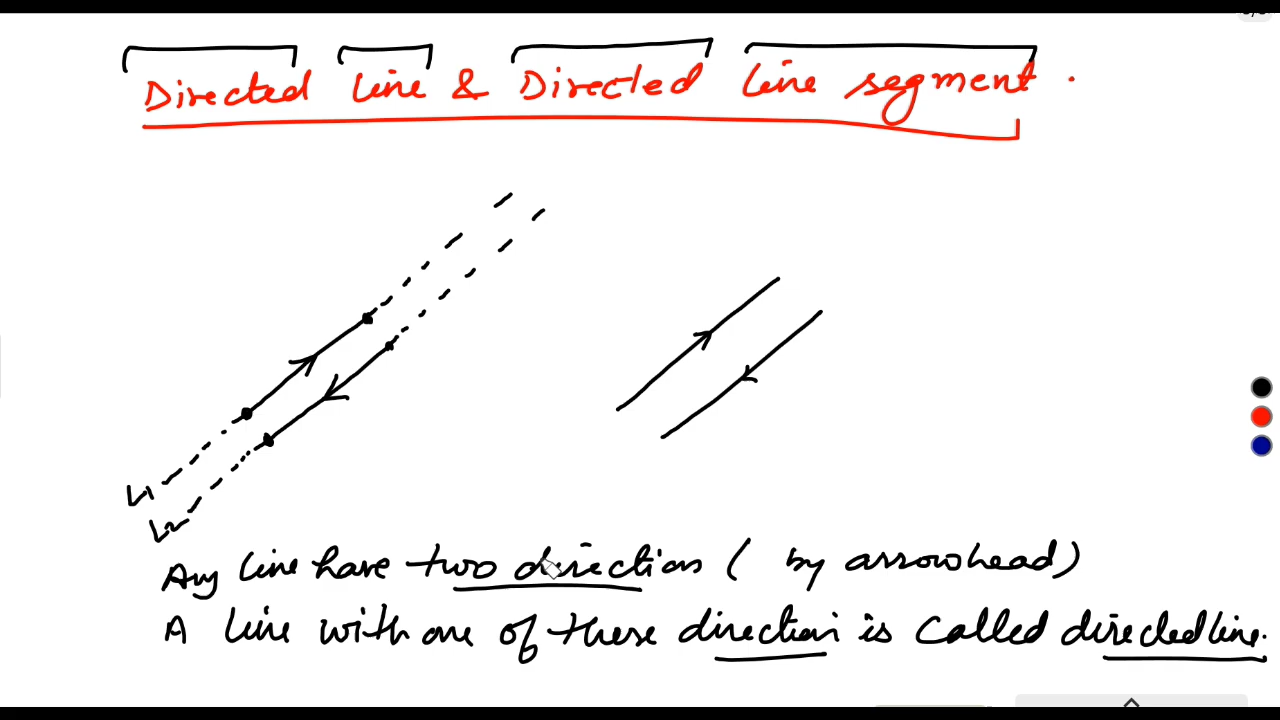 Directed line & Directed line segment.
L1
L2
Any line have two direction ( by arrowhead)
A line with one of these direction is called directed line.